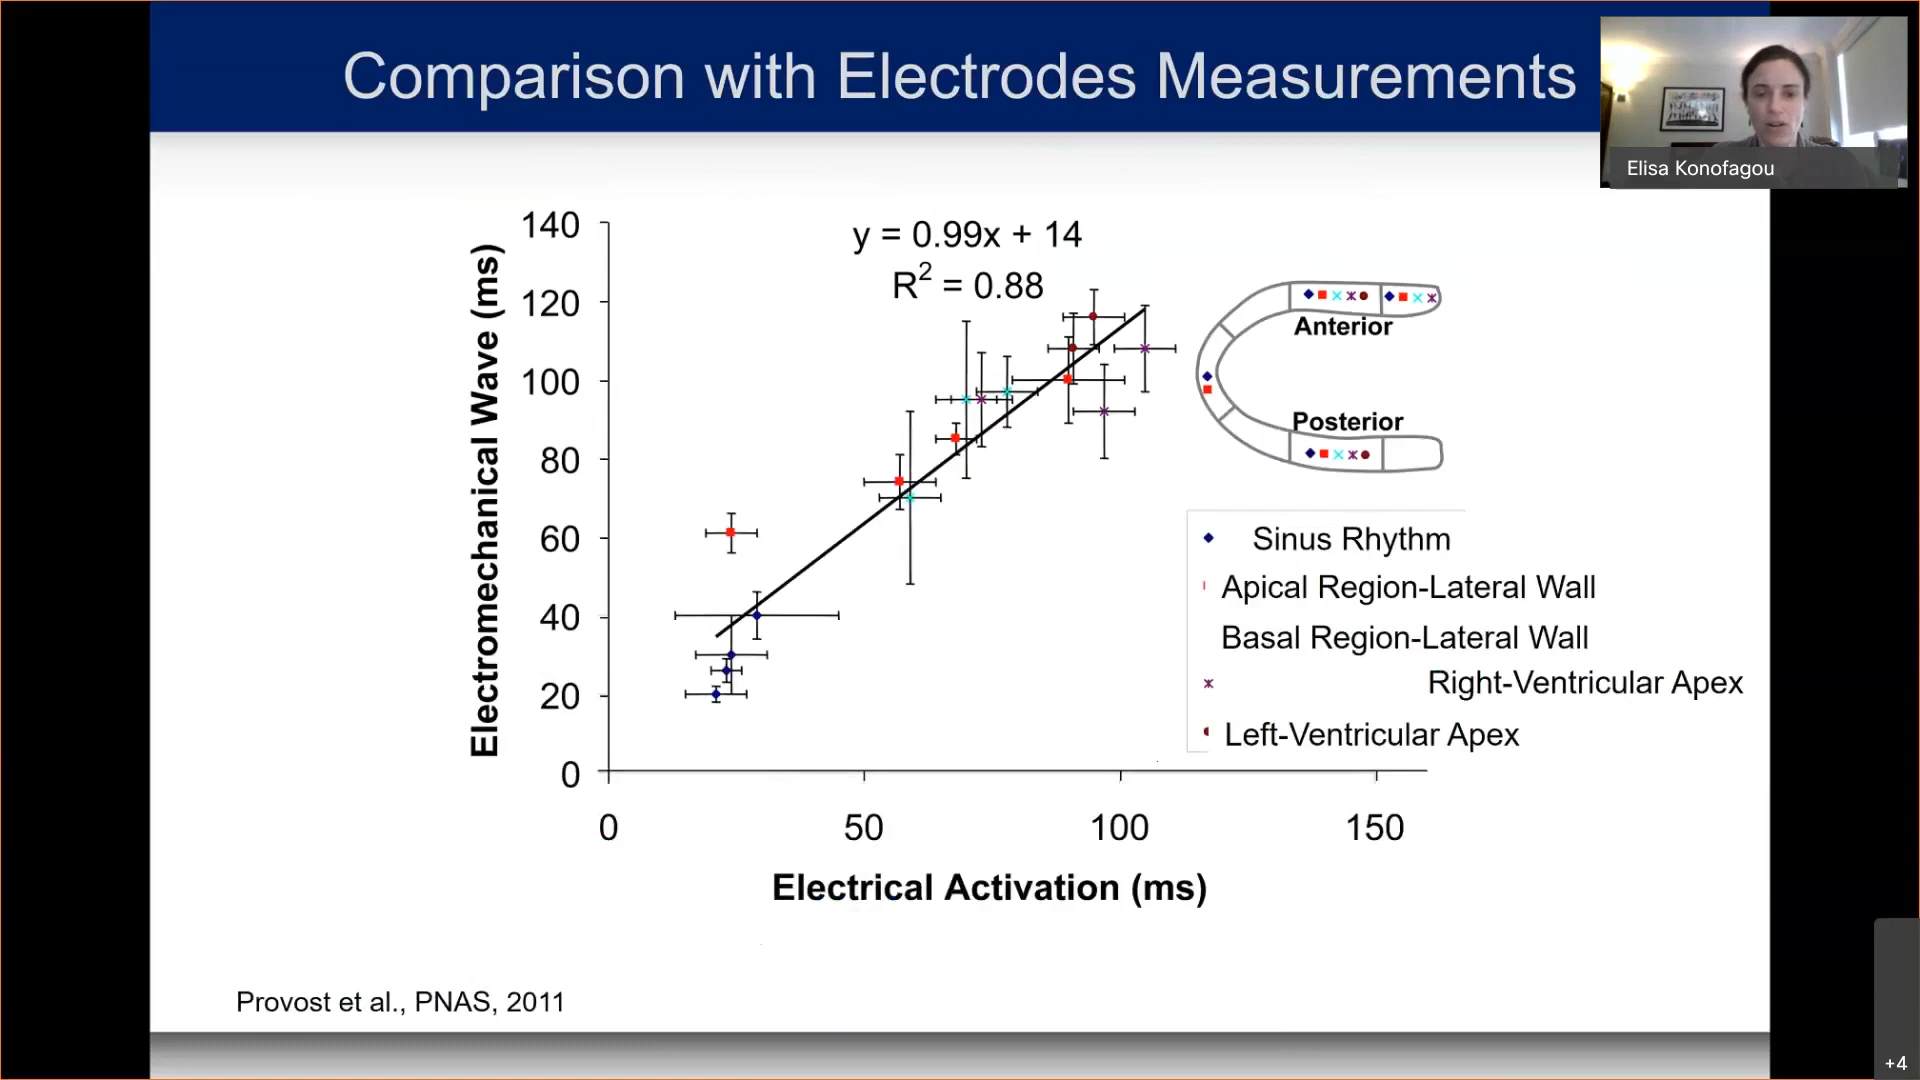 Comparison with Electrodes Measurements
Elisa Konofagou
Electromechanical Wave (ms)
140
120
100
80
60
40
20
0
y = 0.99x + 14
R² = 0.88
Anterior
Posterior
Sinus Rhythm
Apical Region-Lateral Wall
Basal Region-Lateral Wall
Right-Ventricular Apex
Left-Ventricular Apex
0 50 100 150
Electrical Activation (ms)
Provost et al., PNAS, 2011
+4